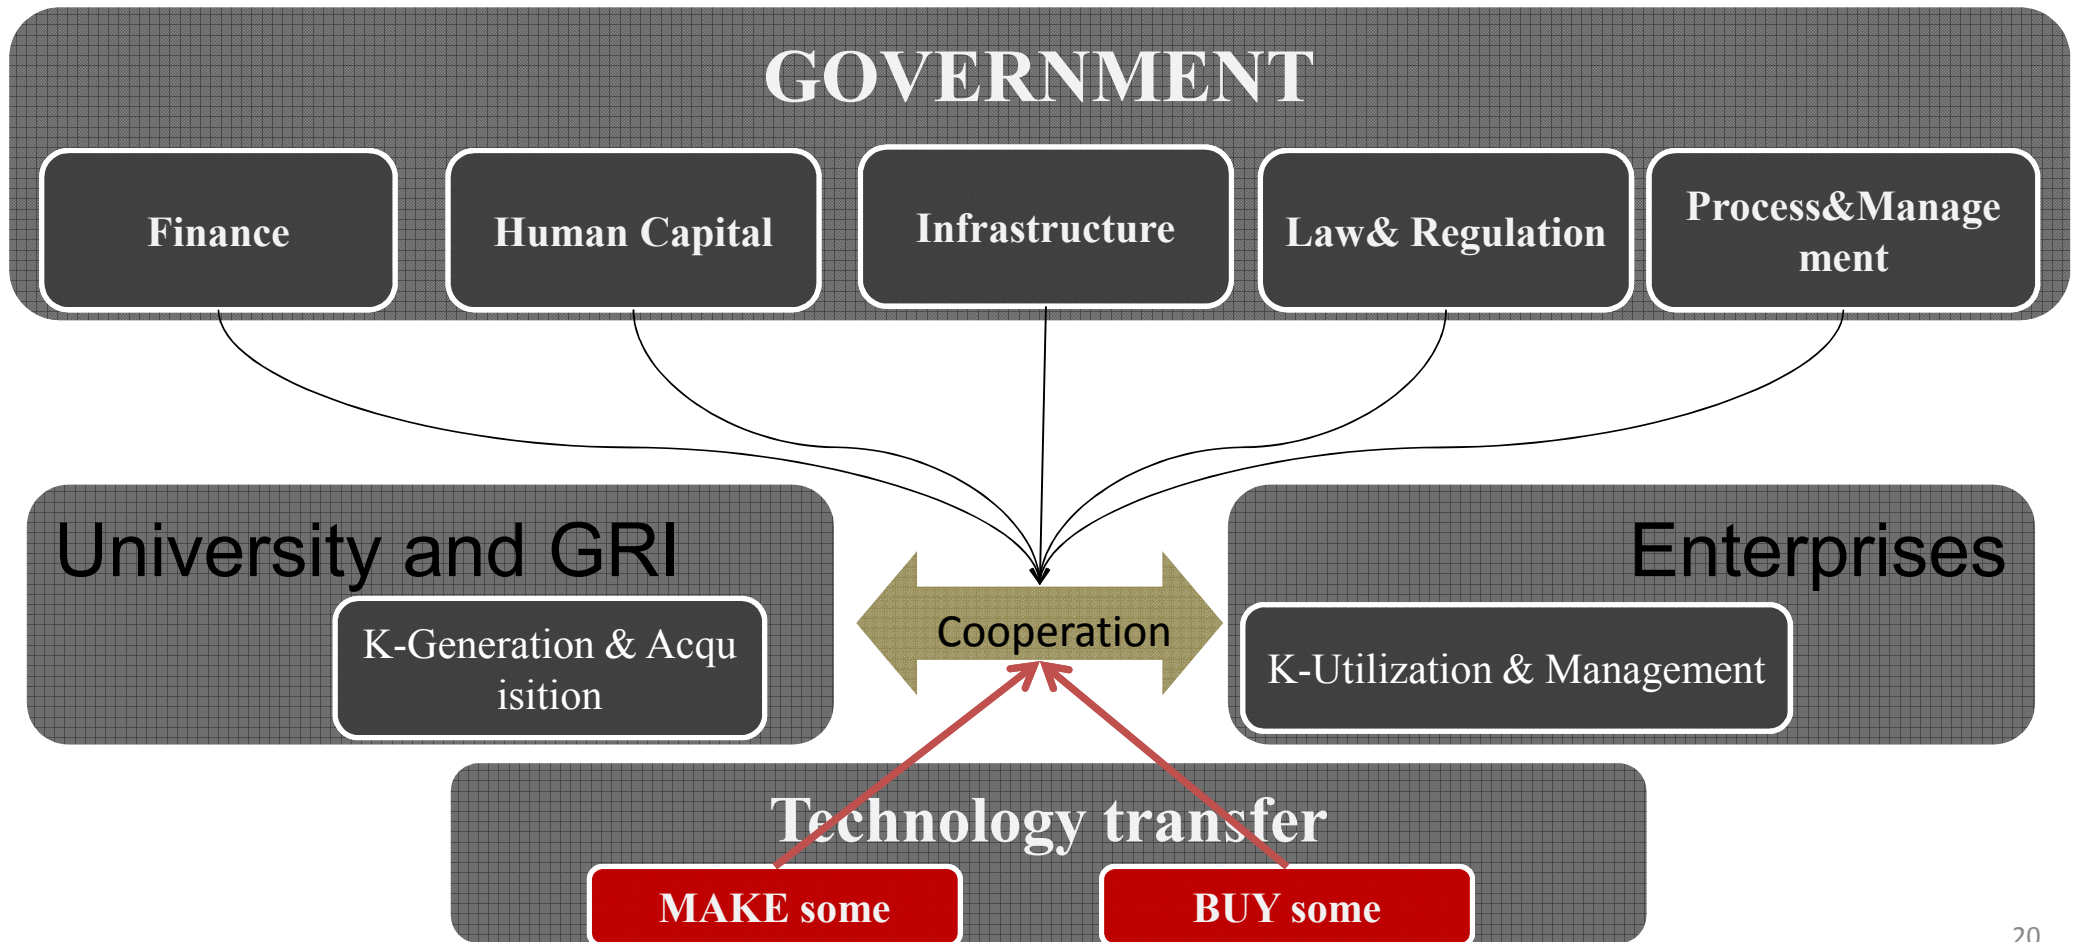 GOVERNMENT
Finance
Human Capital
Infrastructure
Law& Regulation
Process&Manage
ment
University and GRI
K-Generation & Acqu
isition
Cooperation
Enterprises
K-Utilization & Management
Technology transfer
MAKE some
BUY some
20